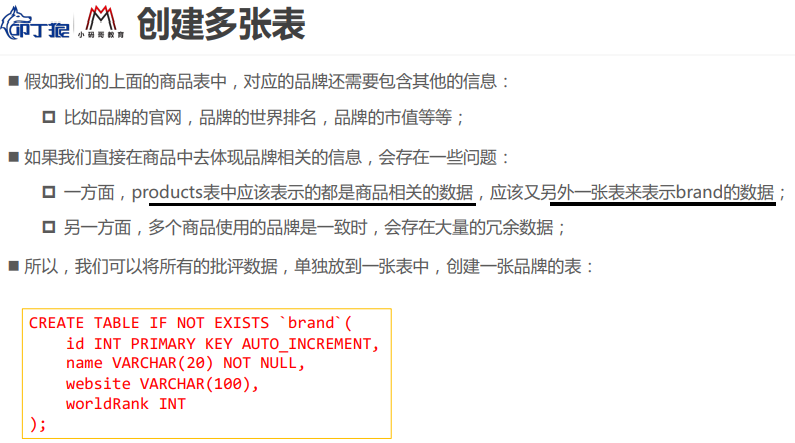 叩丁狼
小码哥教育
创建多张表
■ 假如我们的上面的商品表中，对应的品牌还需要包含其他的信息：
比如品牌的官网，品牌的世界排名，品牌的市值等等；
■ 如果我们直接在商品中去体现品牌相关的信息，会存在一些问题：
一方面，products表中应该表示的都是商品相关的数据，应该又另外一张表来表示brand的数据；
另一方面，多个商品使用的品牌是一致时，会存在大量的冗余数据；
■ 所以，我们可以将所有的批评数据，单独放到一张表中，创建一张品牌的表：
CREATE TABLE IF NOT EXISTS `brand`(
id INT PRIMARY KEY AUTO_INCREMENT,
name VARCHAR(20) NOT NULL,
website VARCHAR(100),
worldRank INT
);